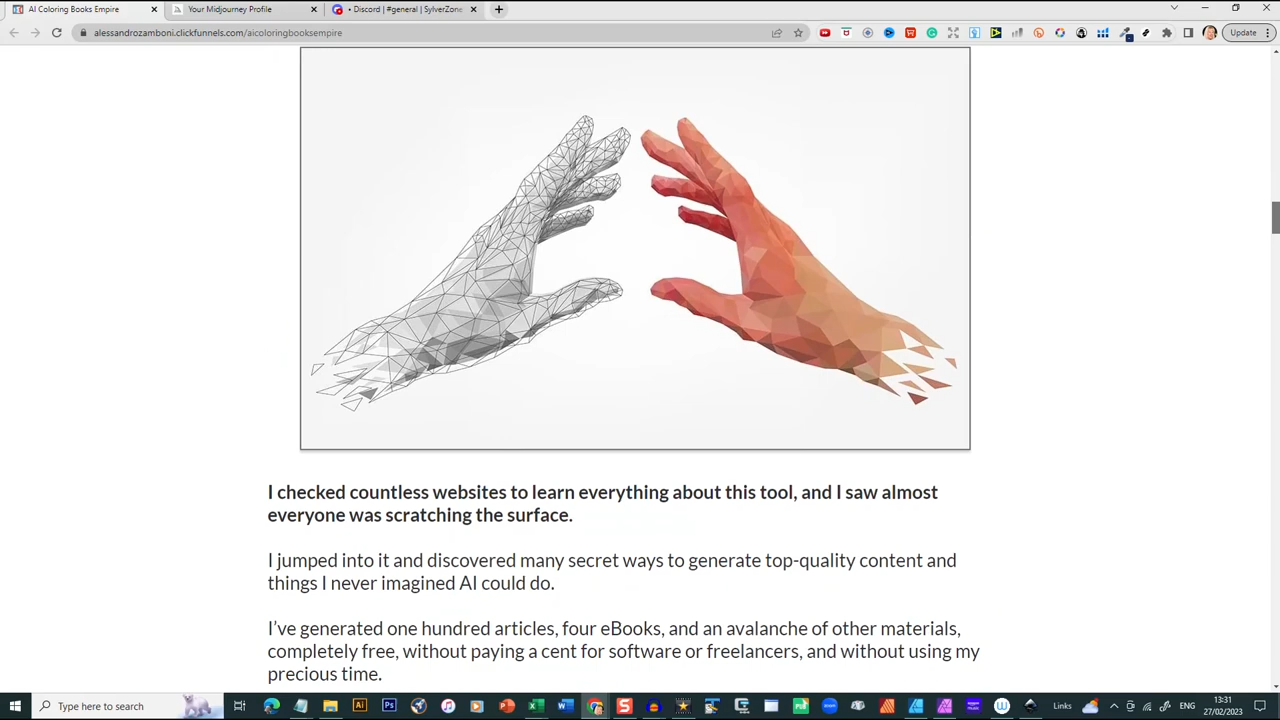 AI Coloring Books Empire
Your Midjourney Profile
• Discord | #general | SylverZone
alessandrozamboni.clickfunnels.com/aicoloringbooksempire
Update
I checked countless websites to learn everything about this tool, and I saw almost
everyone was scratching the surface.
I jumped into it and discovered many secret ways to generate top-quality content and
things I never imagined AI could do.
I’ve generated one hundred articles, four eBooks, and an avalanche of other materials,
completely free, without paying a cent for software or freelancers, and without using my
precious time.
Type here to search
Links
ENG
13:31
27/02/2023